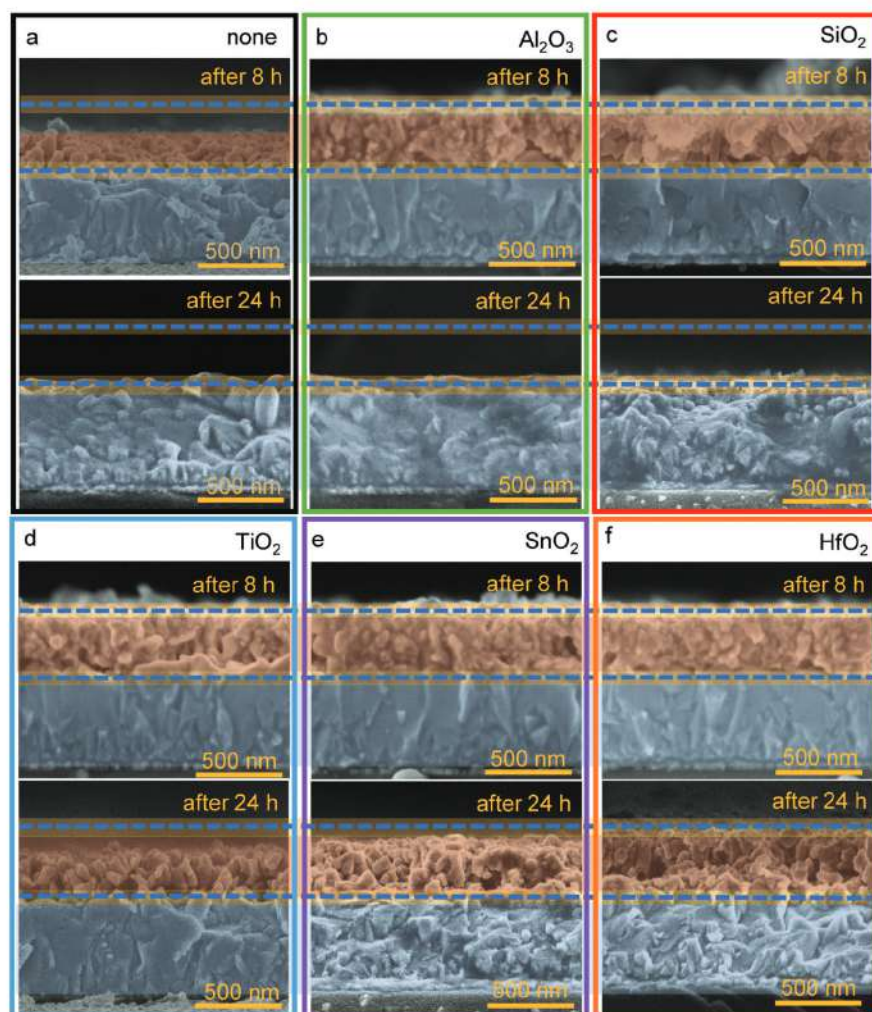 a none
after 8 h
500 nm
after 24 h
500 nm
b Al₂O₃
after 8 h
500 nm
after 24 h
500 nm
c SiO₂
after 8 h
500 nm
after 24 h
500 nm
d TiO₂
after 8 h
500 nm
after 24 h
500 nm
e SnO₂
after 8 h
500 nm
after 24 h
500 nm
f HfO₂
after 8 h
500 nm
after 24 h
500 nm